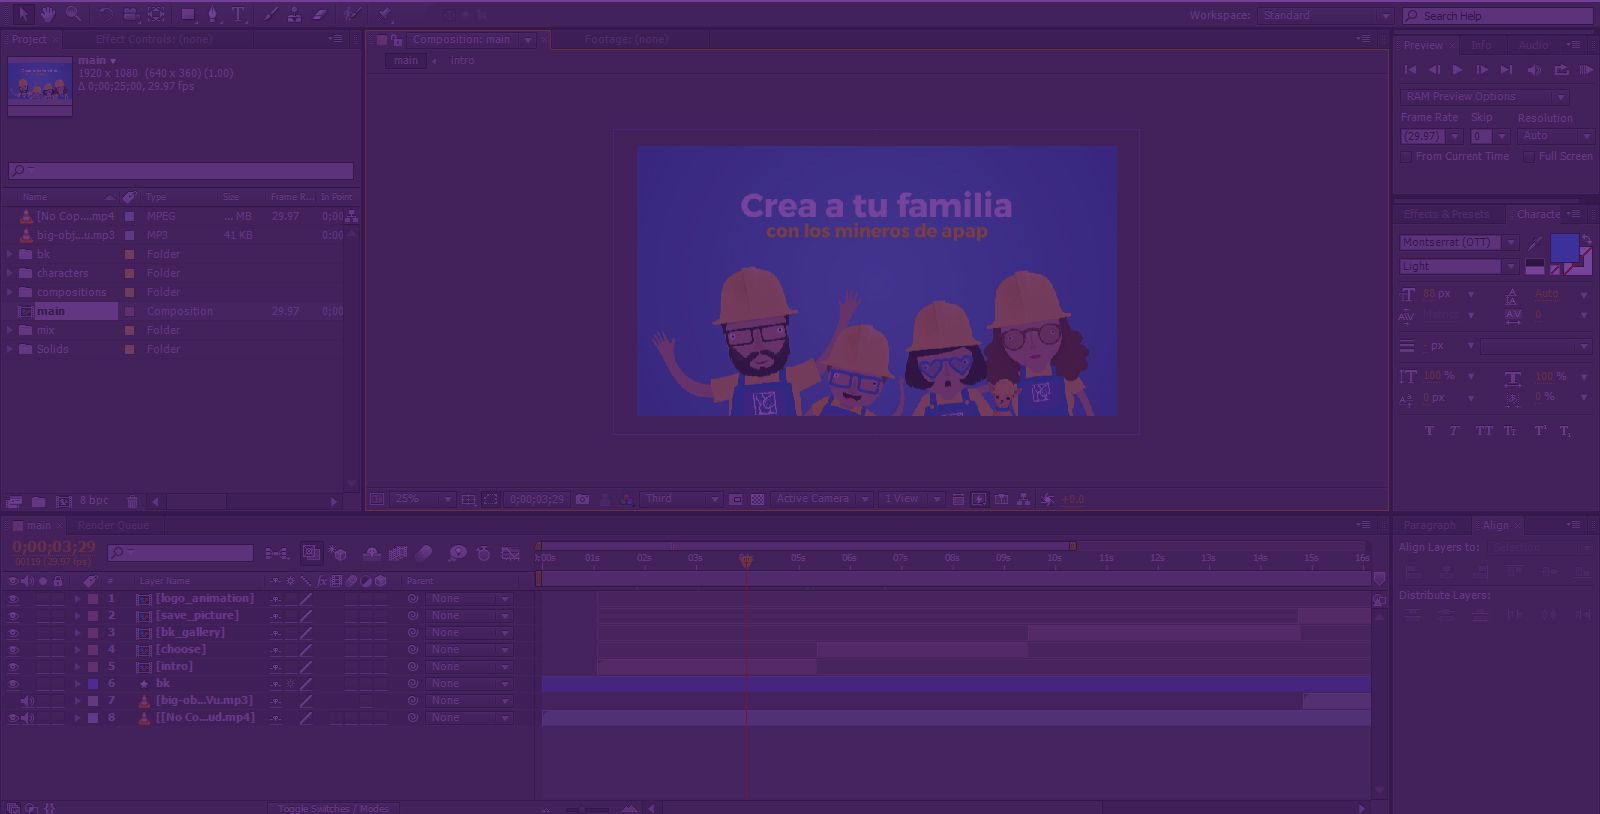 Workspace: Standard Search Help
Project Effect Controls: (none)
Composition: main Footage: (none)
Preview Info Audio
main
1920 x 1080 (640 x 360) (1.00)
Δ 0;00;25;00, 29.97 fps
main intro
RAM Preview Options
Frame Rate Skip Resolution
(29.97) 0 Auto
From Current Time Full Screen
Name Type Size Frame R... In Point
[No Cop....mp4 MPEG ... MB 29.97 0;00
big-obj...u.mp3 MP3 41 KB 0:00
bk Folder
characters Folder
compositions Folder
main Composition 29.97 0;00
mix Folder
Solids Folder
8 bpc
Crea a tu familia
con los mineros de apap
25% 0;00;03;29 Third Active Camera 1 View +0.0
Effects & Presets Characte
Montserrat (OTT)
Light
88 px Auto
Metrics 0
- px
100 % 100 %
0 px 0 %
T T TT Tt T¹ T₁
main Render Queue
0;00;03;29
00119 (29.97 fps)
):00s 01s 02s 03s 04s 05s 06s 07s 08s 09s 10s 11s 12s 13s 14s 15s 16s
# Layer Name Parent
1 [logo_animation] None
2 [save_picture] None
3 [bk_gallery] None
4 [choose] None
5 [intro] None
6 bk None
7 [big-ob...Vu.mp3] None
8 [[No Co...ud.mp4] None
Toggle Switches / Modes
Paragraph Align
Align Layers to: Selection
Distribute Layers: